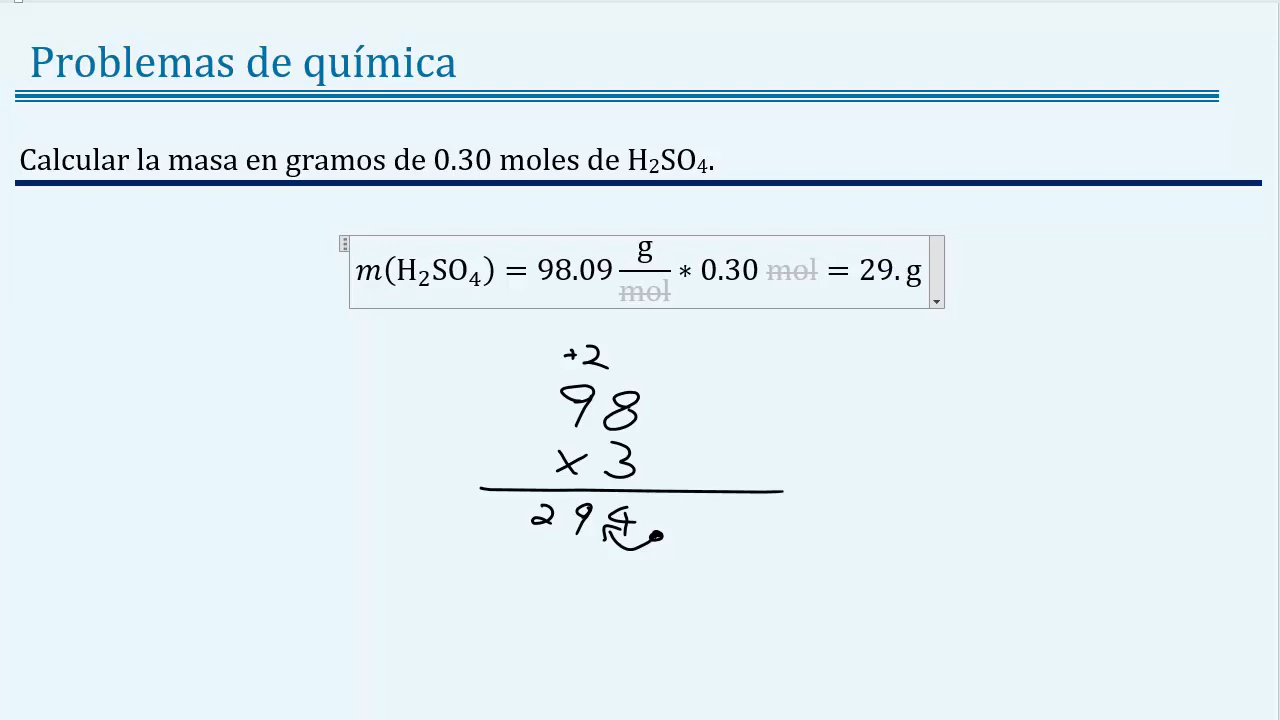 Problemas de química
Calcular la masa en gramos de 0.30 moles de H₂SO₄.
m(H₂SO₄) = 98.09 g/mol * 0.30 mol = 29. g
+2
98
x 3
294